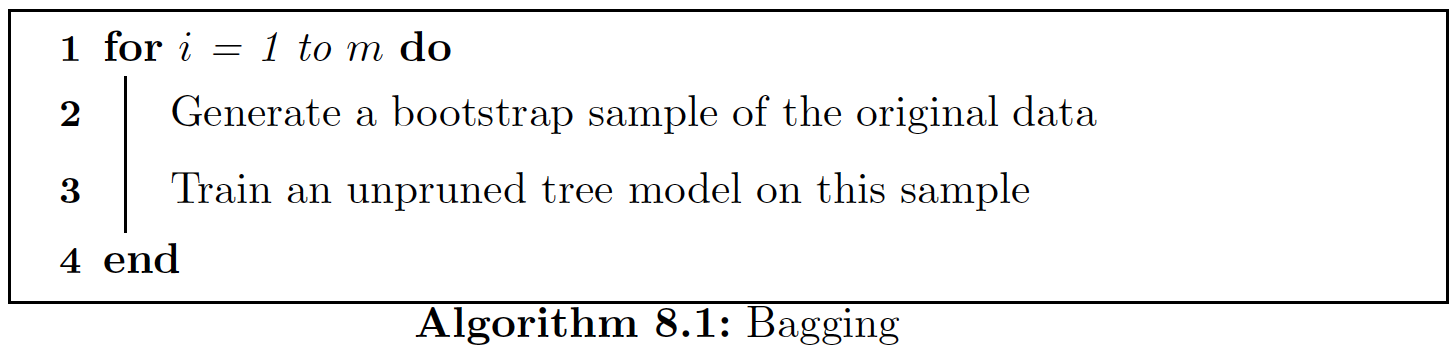 1 for i = 1 to m do
2 Generate a bootstrap sample of the original data
3 Train an unpruned tree model on this sample
4 end
Algorithm 8.1: Bagging